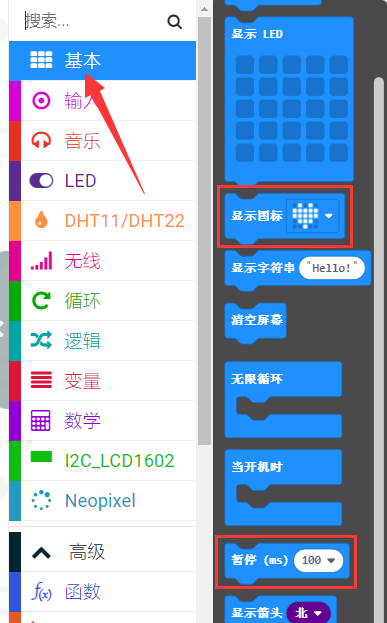 搜索...
基本
输入
音乐
LED
DHT11/DHT22
无线
循环
逻辑
变量
数学
I2C_LCD1602
Neopixel
高级
f(x) 函数
显示 LED
显示图标
显示字符串 "Hello!"
清空屏幕
无限循环
当开机时
暂停 (ms) 100
显示箭头 北